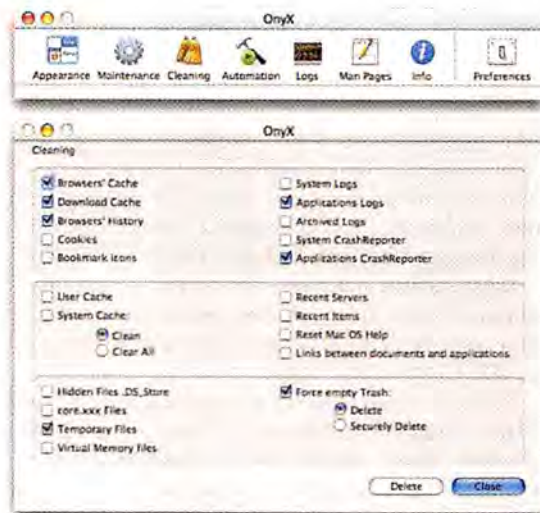 OnyX
Appearance Maintenance Cleaning Automation Logs Man Pages Info Preferences
OnyX
Cleaning
Browsers' Cache
Download Cache
Browsers' History
Cookies
Bookmark Icons
System Logs
Applications Logs
Archived Logs
System CrashReporter
Applications CrashReporter
User Cache
System Cache:
Clean
Clear All
Recent Servers
Recent Items
Reset Mac OS Help
Links between documents and applications
Hidden Files .DS_Store
core.xxx Files
Temporary Files
Virtual Memory Files
Force empty Trash:
Delete
Securely Delete
Delete Close